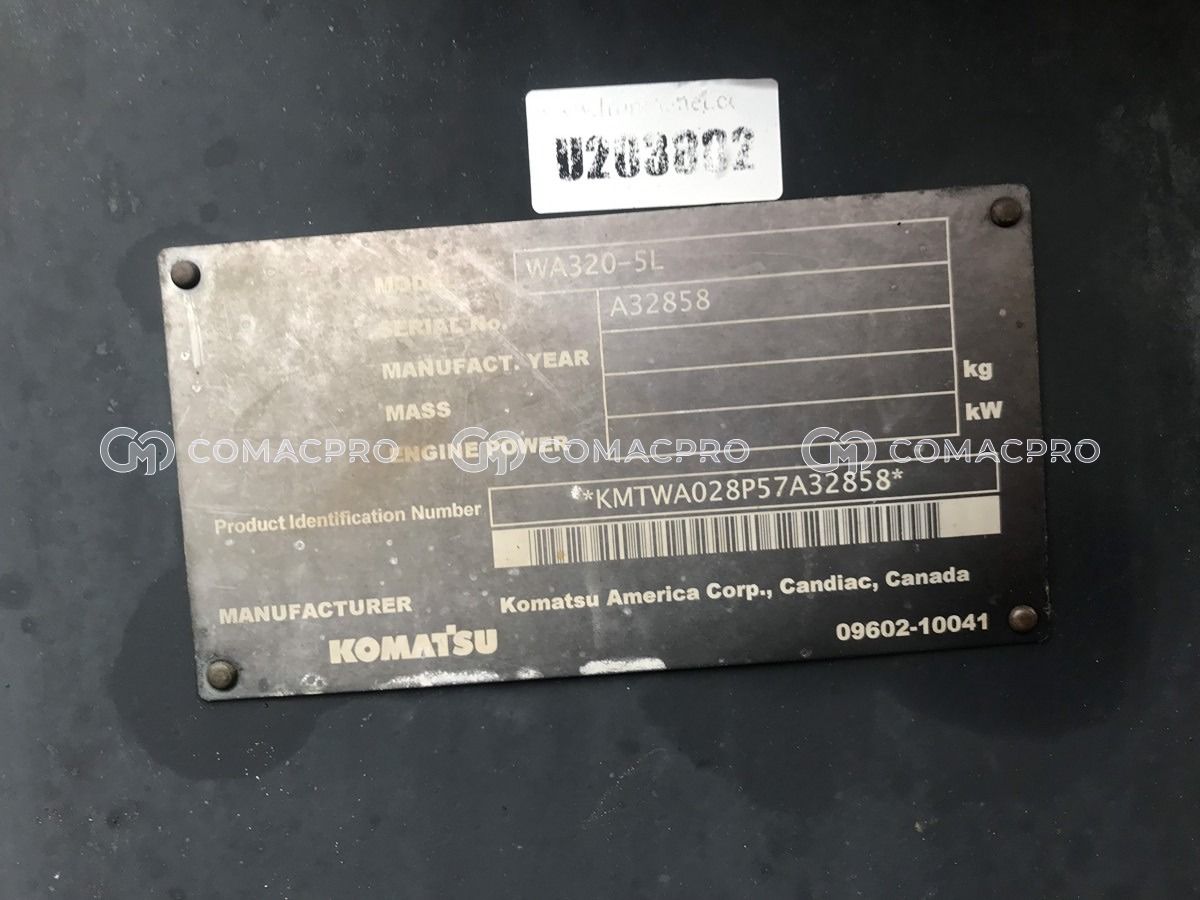 U203802
MODEL WA320-5L
SERIAL No. A32858
MANUFACT. YEAR
MASS kg
ENGINE POWER kW
COMACPRO COMACPRO COMACPRO
Product Identification Number **KMTWA028P57A32858*
MANUFACTURER Komatsu America Corp., Candiac, Canada
KOMATSU 09602-10041